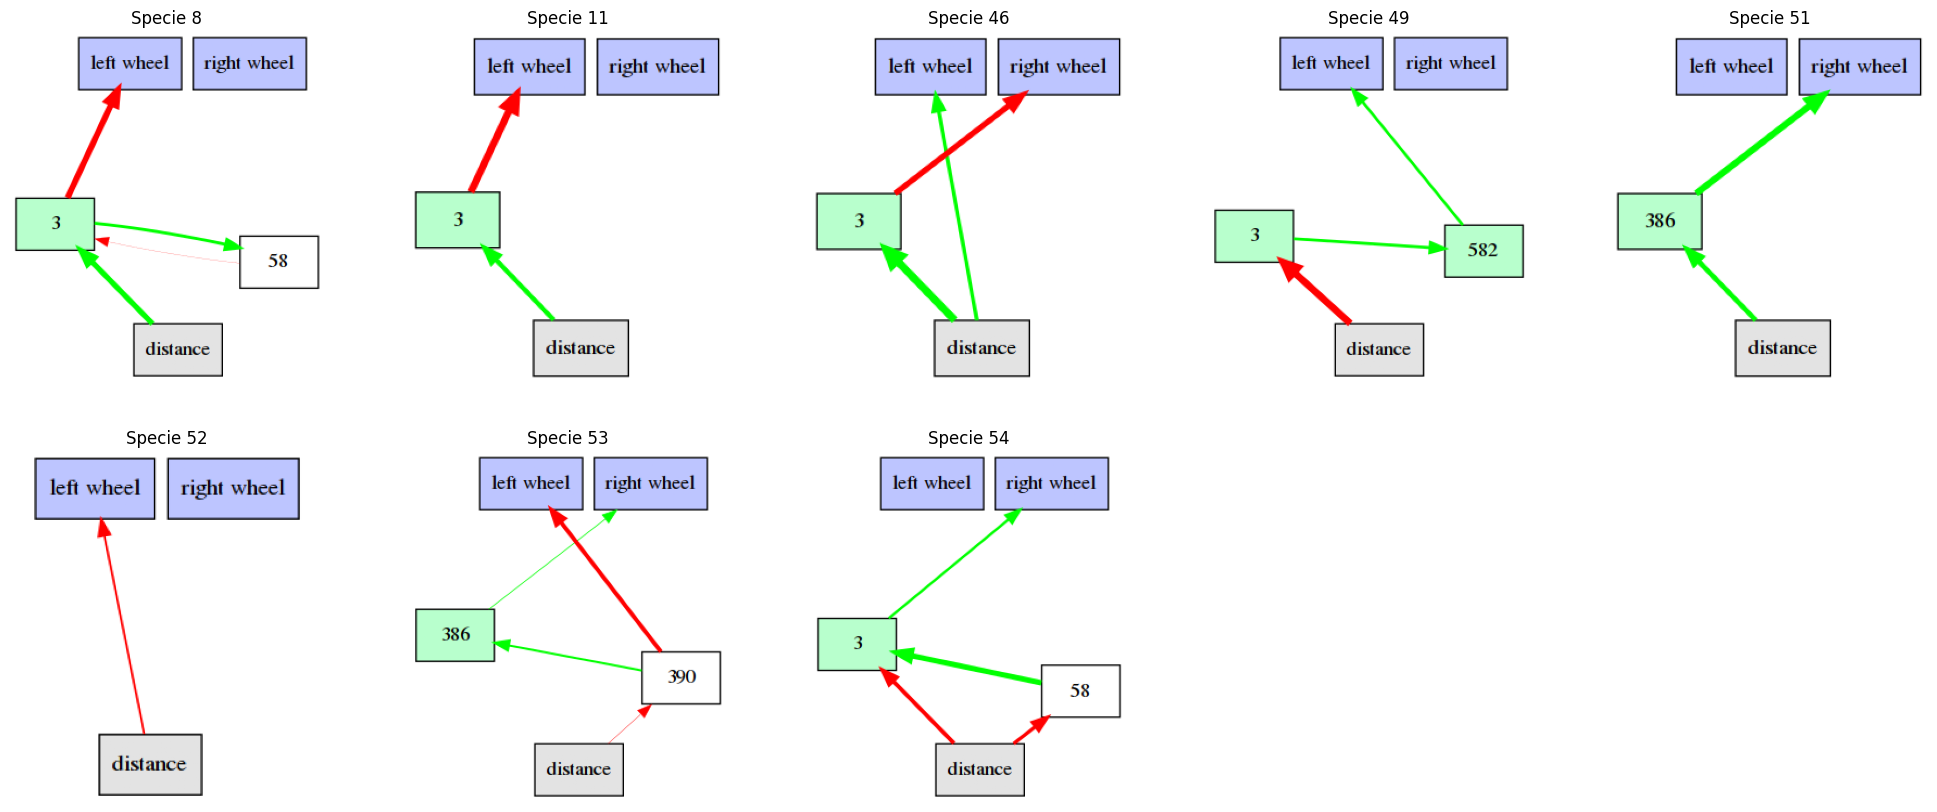 Specie 8
left wheel
right wheel
3
58
distance
Specie 11
left wheel
right wheel
3
distance
Specie 46
left wheel
right wheel
3
distance
Specie 49
left wheel
right wheel
3
582
distance
Specie 51
left wheel
right wheel
386
distance
Specie 52
left wheel
right wheel
distance
Specie 53
left wheel
right wheel
386
390
distance
Specie 54
left wheel
right wheel
3
58
distance